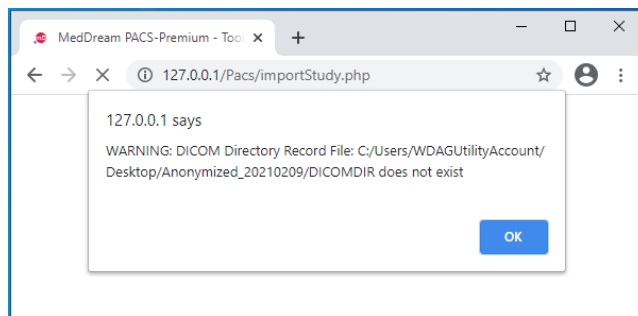 MedDream PACS-Premium - Tool
127.0.0.1/Pacs/importStudy.php
127.0.0.1 says
WARNING: DICOM Directory Record File: C:/Users/WDAGUtilityAccount/
Desktop/Anonymized_20210209/DICOMDIR does not exist
OK